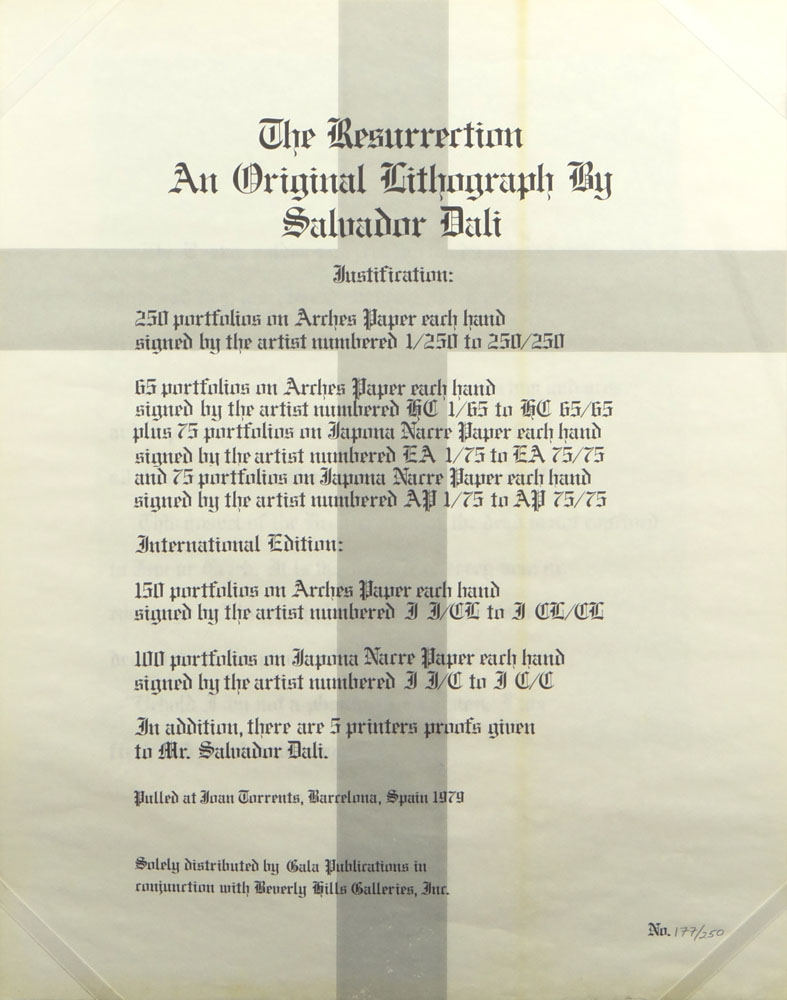 The Resurrection
An Original Lithograph By
Salvador Dali
Justification:
250 portfolios on Arches Paper each hand
signed by the artist numbered 1/250 to 250/250
65 portfolios on Arches Paper each hand
signed by the artist numbered HC 1/65 to HC 65/65
plus 75 portfolios on Japona Nacre Paper each hand
signed by the artist numbered EA 1/75 to EA 75/75
and 75 portfolios on Japona Nacre Paper each hand
signed by the artist numbered AP 1/75 to AP 75/75
International Edition:
150 portfolios on Arches Paper each hand
signed by the artist numbered I I/CL to I CL/CL
100 portfolios on Japona Nacre Paper each hand
signed by the artist numbered I I/C to I C/C
In addition, there are 5 printers proofs given
to Mr. Salvador Dali.
Pulled at Joan Torrents, Barcelona, Spain 1979
Solely distributed by Gala Publications in
conjunction with Beverly Hills Galleries, Inc.
No. 177/250